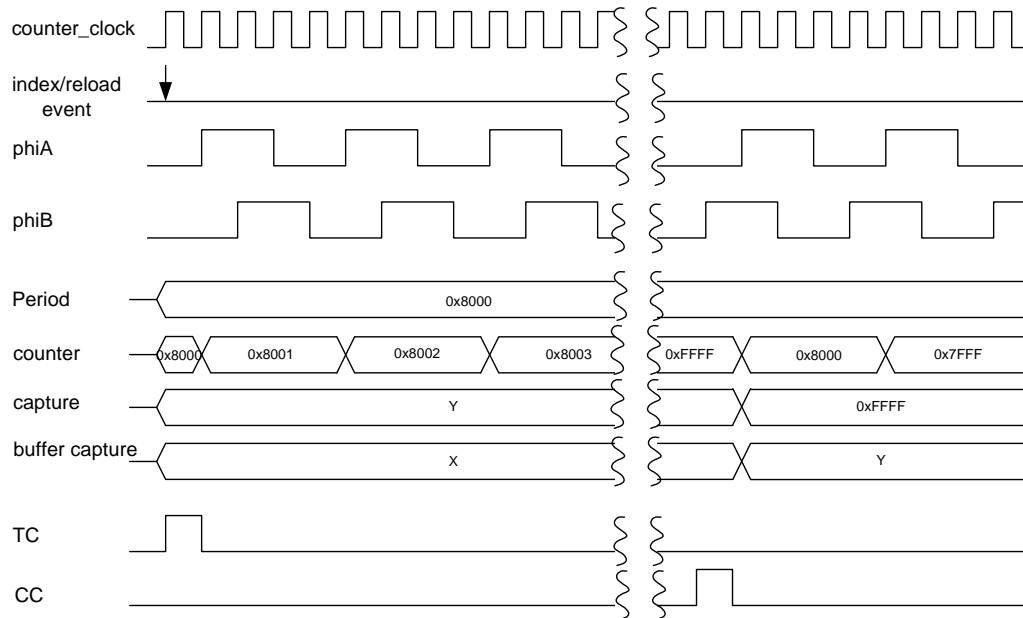 counter_clock
index/reload
event
phiA
phiB
Period
0x8000
counter
0x8000
0x8001
0x8002
0x8003
0xFFFF
0x8000
0x7FFF
capture
Y
0xFFFF
buffer capture
X
Y
TC
CC